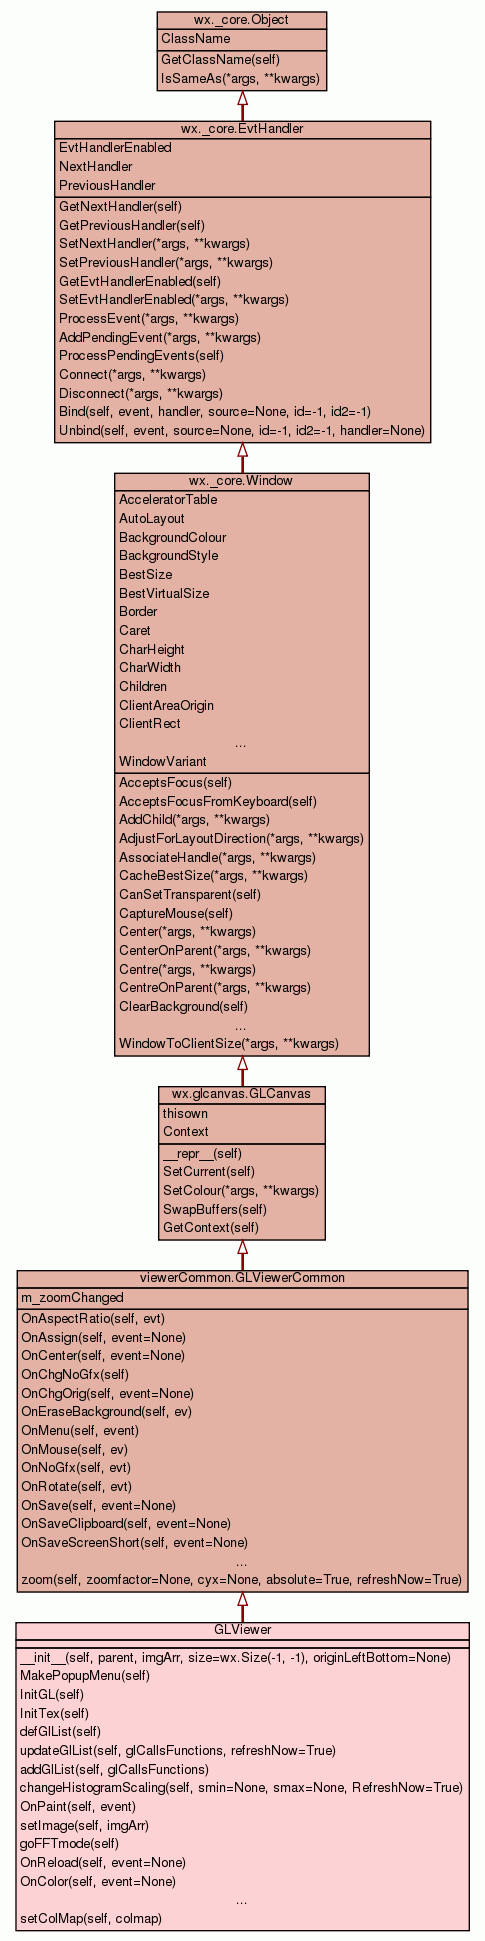 wx._core.Object
ClassName
GetClassName(self)
IsSameAs(*args, **kwargs)
wx._core.EvtHandler
EvtHandlerEnabled
NextHandler
PreviousHandler
GetNextHandler(self)
GetPreviousHandler(self)
SetNextHandler(*args, **kwargs)
SetPreviousHandler(*args, **kwargs)
GetEvtHandlerEnabled(self)
SetEvtHandlerEnabled(*args, **kwargs)
ProcessEvent(*args, **kwargs)
AddPendingEvent(*args, **kwargs)
ProcessPendingEvents(self)
Connect(*args, **kwargs)
Disconnect(*args, **kwargs)
Bind(self, event, handler, source=None, id=-1, id2=-1)
Unbind(self, event, source=None, id=-1, id2=-1, handler=None)
wx._core.Window
AcceleratorTable
AutoLayout
BackgroundColour
BackgroundStyle
BestSize
BestVirtualSize
Border
Caret
CharHeight
CharWidth
Children
ClientAreaOrigin
ClientRect
...
WindowVariant
AcceptsFocus(self)
AcceptsFocusFromKeyboard(self)
AddChild(*args, **kwargs)
AdjustForLayoutDirection(*args, **kwargs)
AssociateHandle(*args, **kwargs)
CacheBestSize(*args, **kwargs)
CanSetTransparent(self)
CaptureMouse(self)
Center(*args, **kwargs)
CenterOnParent(*args, **kwargs)
Centre(*args, **kwargs)
CentreOnParent(*args, **kwargs)
ClearBackground(self)
...
WindowToClientSize(*args, **kwargs)
wx.glcanvas.GLCanvas
thisown
Context
__repr__(self)
SetCurrent(self)
SetColour(*args, **kwargs)
SwapBuffers(self)
GetContext(self)
viewerCommon.GLViewerCommon
m_zoomChanged
OnAspectRatio(self, evt)
OnAssign(self, event=None)
OnCenter(self, event=None)
OnChgNoGfx(self)
OnChgOrig(self, event=None)
OnEraseBackground(self, ev)
OnMenu(self, event)
OnMouse(self, ev)
OnNoGfx(self, evt)
OnRotate(self, evt)
OnSave(self, event=None)
OnSaveClipboard(self, event=None)
OnSaveScreenShort(self, event=None)
...
zoom(self, zoomfactor=None, cyx=None, absolute=True, refreshNow=True)
GLViewer
__init__(self, parent, imgArr, size=wx.Size(-1, -1), originLeftBottom=None)
MakePopupMenu(self)
InitGL(self)
InitTex(self)
defGlList(self)
updateGlList(self, glCallsFunctions, refreshNow=True)
addGlList(self, glCallsFunctions)
changeHistogramScaling(self, smin=None, smax=None, RefreshNow=True)
OnPaint(self, event)
setImage(self, imgArr)
goFFTmode(self)
OnReload(self, event=None)
OnColor(self, event=None)
...
setColMap(self, colmap)